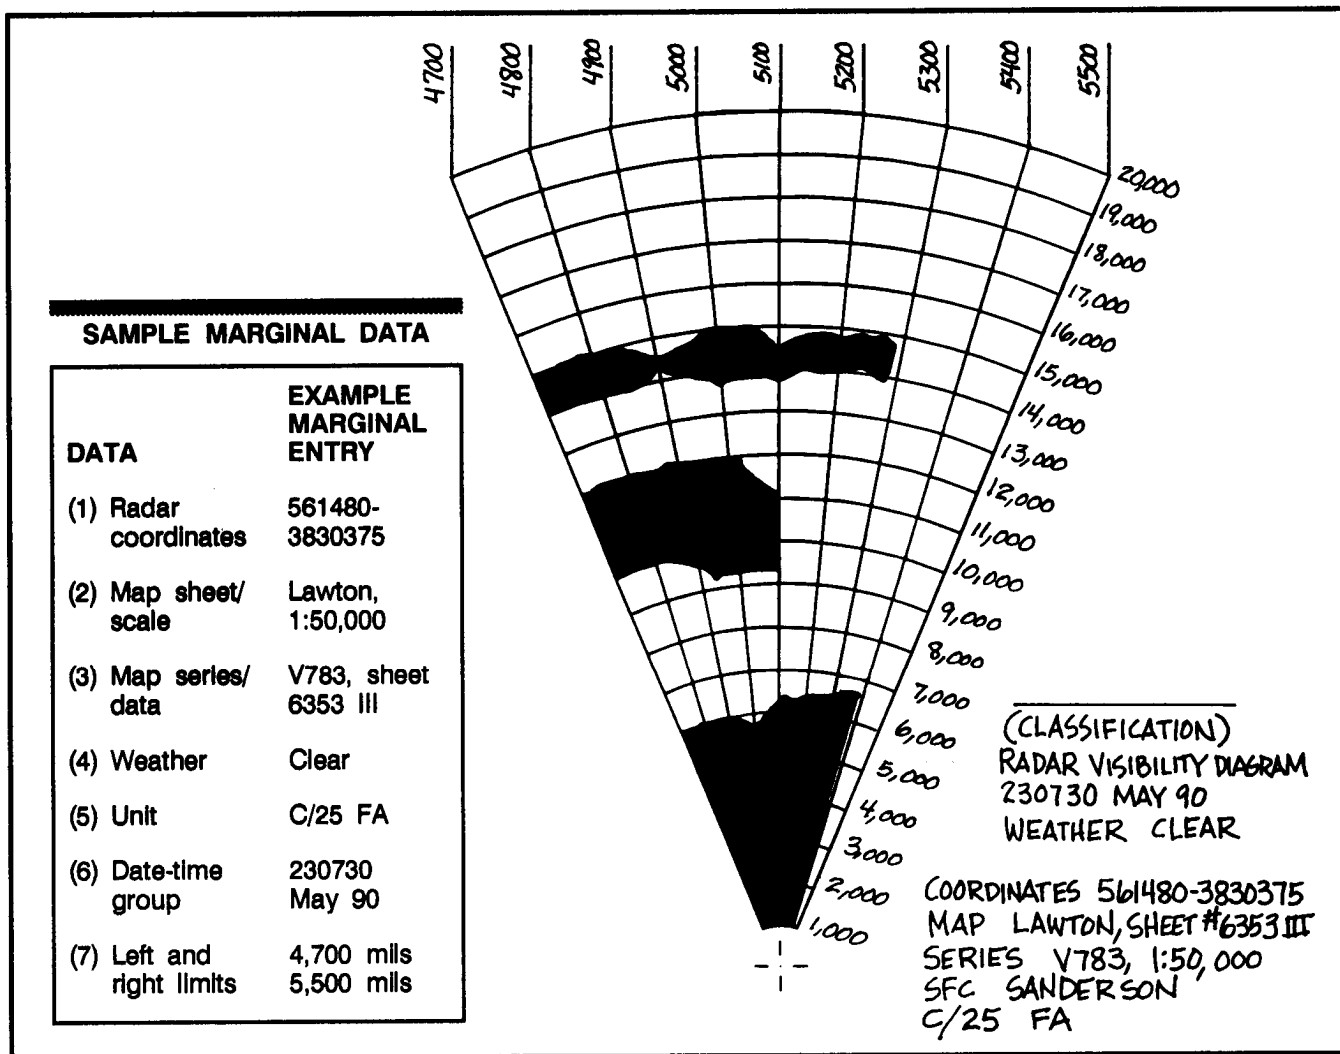 4700
4800
4900
5000
5100
5200
5300
5400
5500
20,000
19,000
18,000
17,000
16,000
15,000
14,000
13,000
12,000
11,000
10,000
9,000
8,000
7,000
6,000
5,000
4,000
3,000
2,000
1,000
SAMPLE MARGINAL DATA
DATA
EXAMPLE
MARGINAL
ENTRY
(1) Radar 561480-
coordinates 3830375
(2) Map sheet/ Lawton,
scale 1:50,000
(3) Map series/ V783, sheet
data 6353 III
(4) Weather Clear
(5) Unit C/25 FA
(6) Date-time 230730
group May 90
(7) Left and 4,700 mils
right limits 5,500 mils
(CLASSIFICATION)
RADAR VISIBILITY DIAGRAM
230730 MAY 90
WEATHER CLEAR
COORDINATES 561480-3830375
MAP LAWTON, SHEET #6353 III
SERIES V783, 1:50,000
SFC SANDERSON
C/25 FA